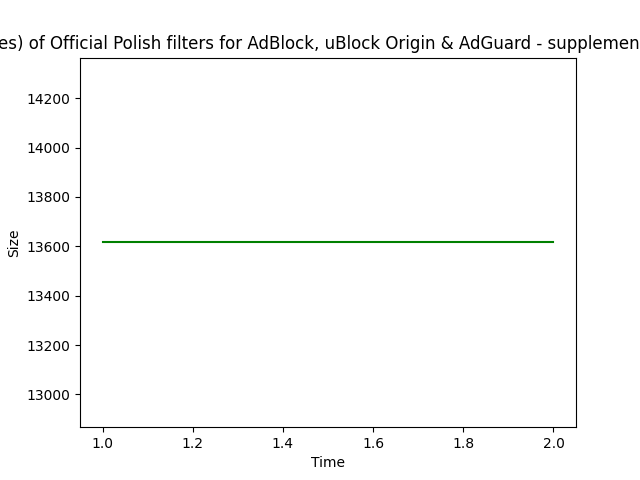 es) of Official Polish filters for AdBlock, uBlock Origin & AdGuard - supplemen
14200
14000
13800
13600
13400
13200
13000
Size
1.0 1.2 1.4 1.6 1.8 2.0
Time